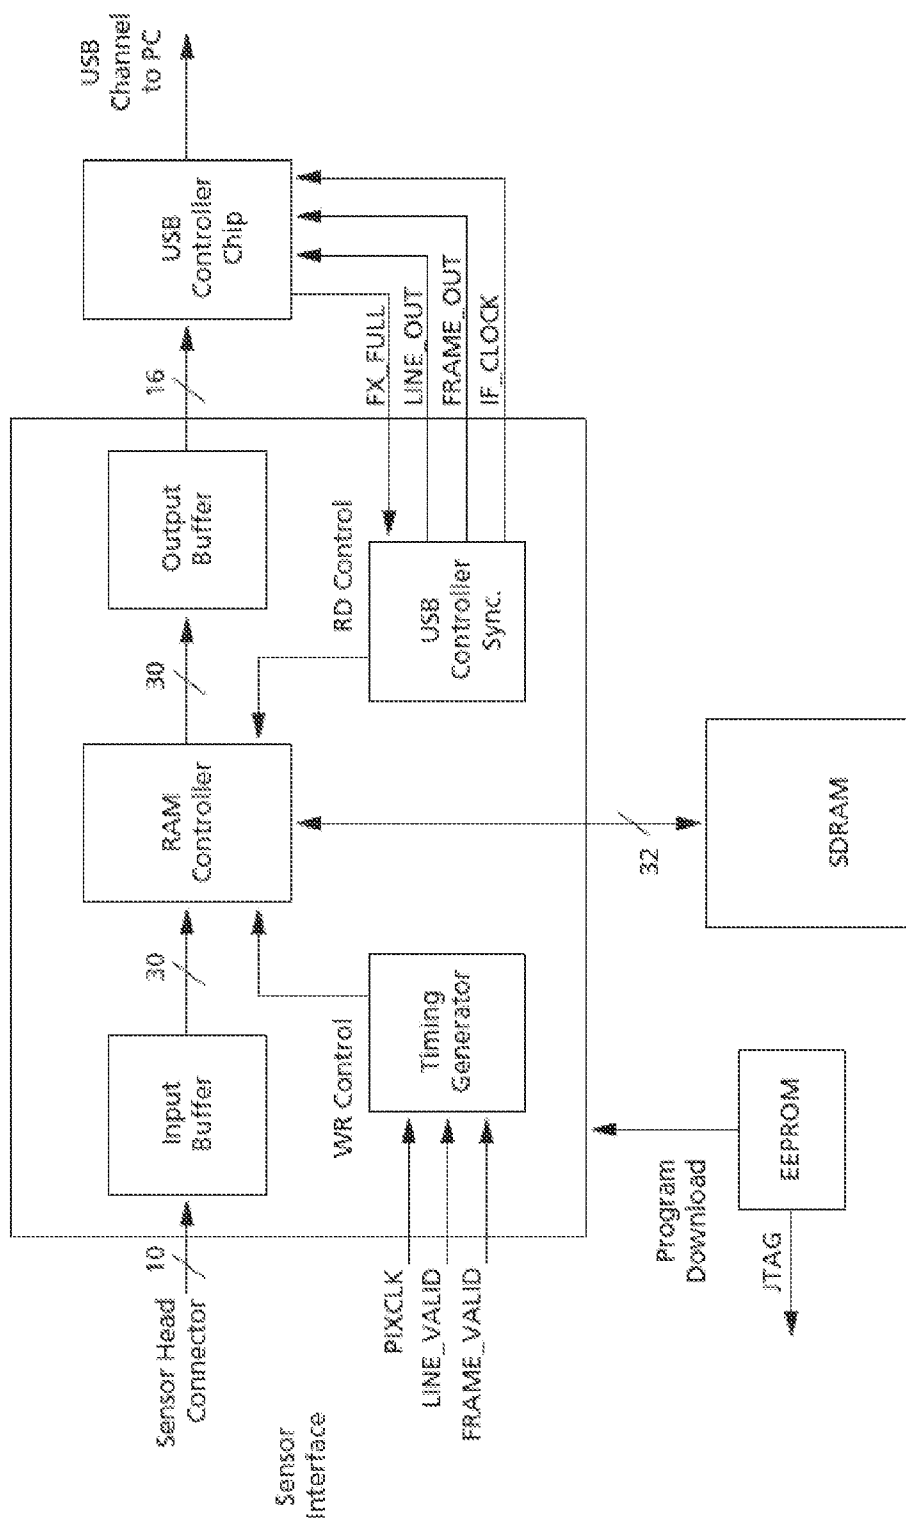 Sensor
Interface
Sensor Head
Connector
10
Input
Buffer
30
RAM
Controller
30
Output
Buffer
16
USB
Controller
Chip
USB
Channel
to PC
PIXCLK
LINE_VALID
FRAME_VALID
WR Control
Timing
Generator
RD Control
USB
Controller
Sync.
FX_FULL
LINE_OUT
FRAME_OUT
IF_CLOCK
32
SDRAM
Program
Download
EEPROM
JTAG